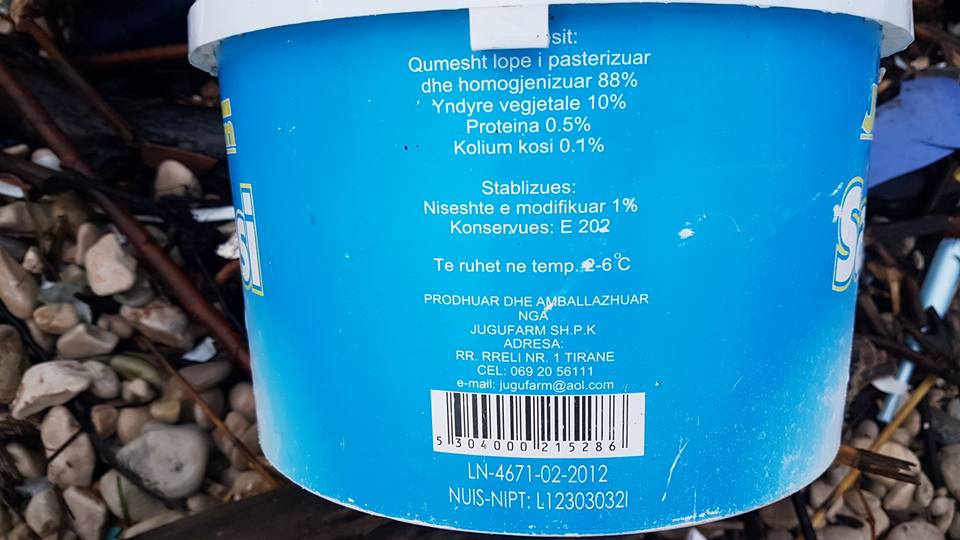 Qumesht lope i pasterizuar
dhe homogjenizuar 88%
Yndyre vegjetale 10%
Proteina 0.5%
Kolium kosi 0.1%
Stablizues:
Niseshte e modifikuar 1%
Konservues: E 202
Te ruhet ne temp. 2-6°C
PRODHUAR DHE AMBALLAZHUAR
NGA
JUGUFARM SH.P.K
ADRESA:
RR. RRELI NR. 1 TIRANE
CEL: 069 20 56111
e-mail: jugufarm@aol.com
5 304000 215286
LN-4671-02-2012
NUIS-NIPT: L12303032I